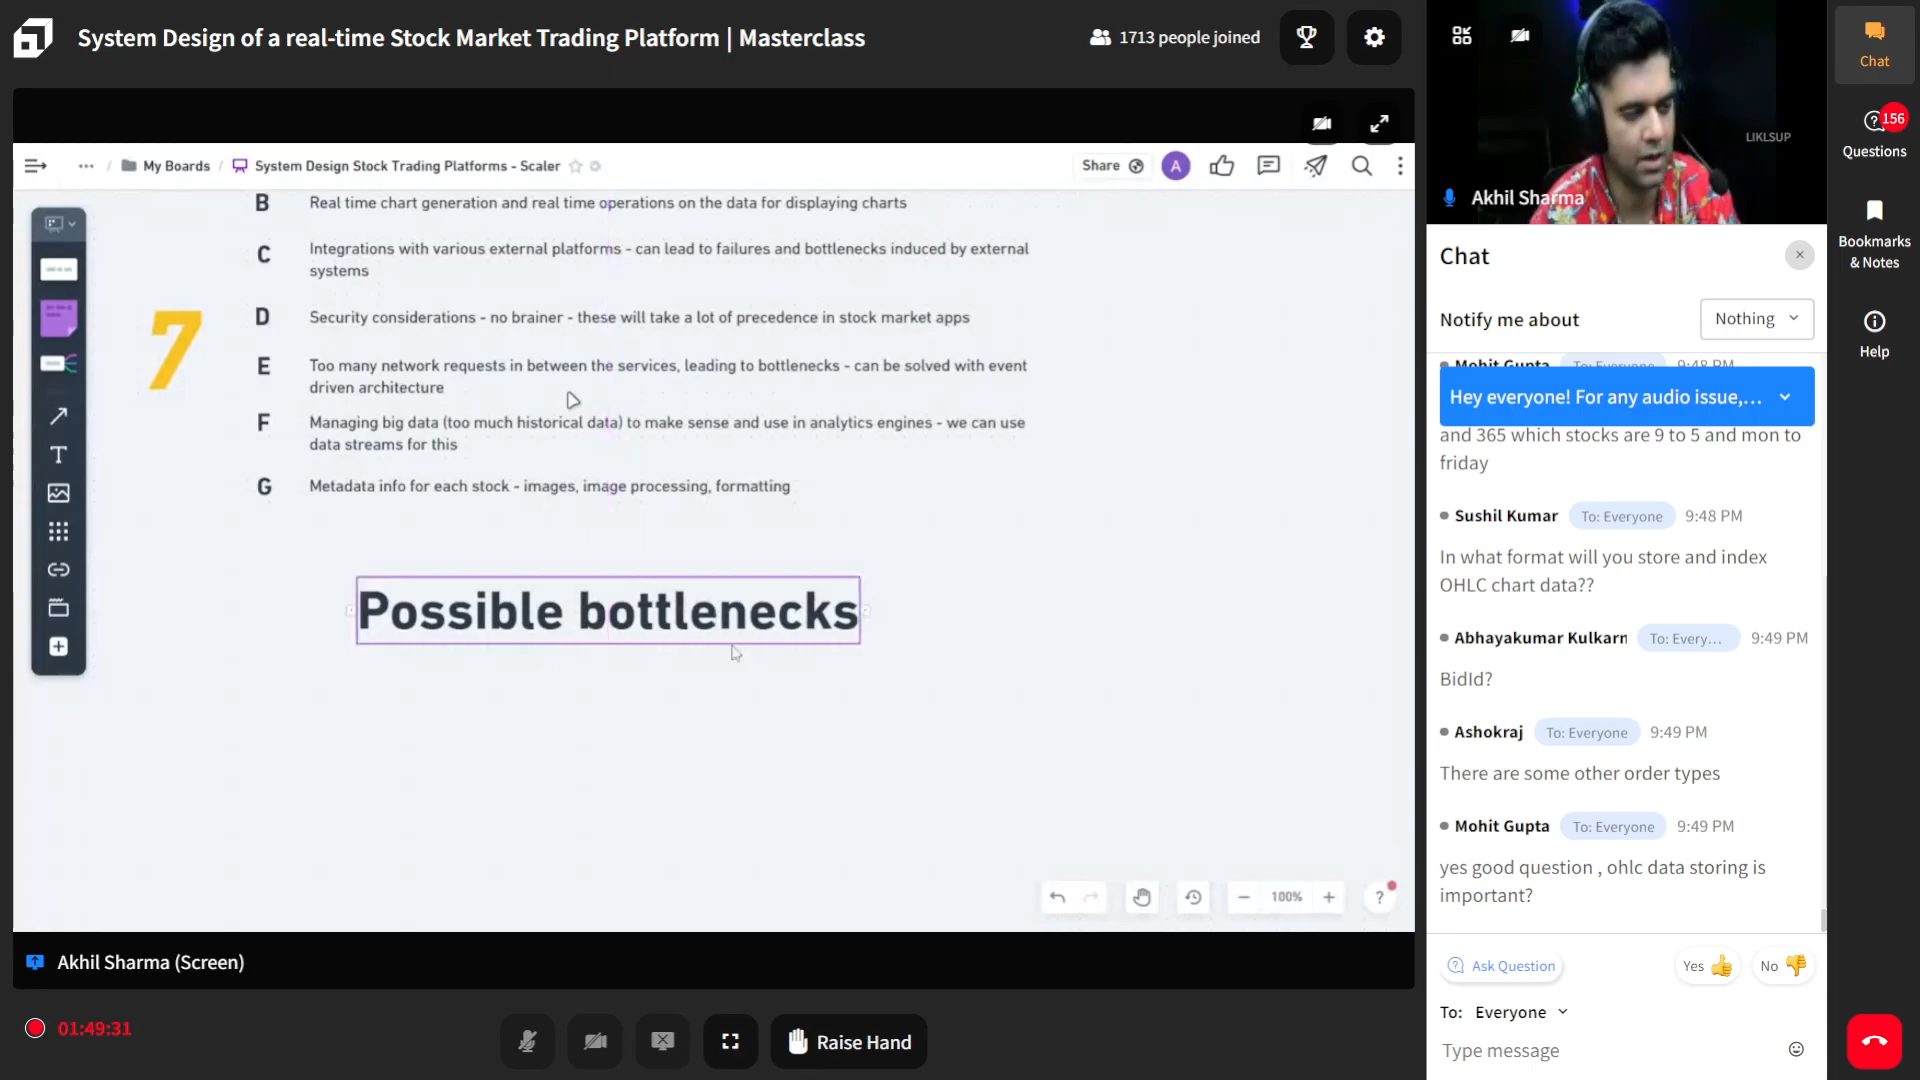 System Design of a real-time Stock Market Trading Platform | Masterclass
1713 people joined
... / My Boards / System Design Stock Trading Platforms - Scaler
Share
A
B Real time chart generation and real time operations on the data for displaying charts
C Integrations with various external platforms - can lead to failures and bottlenecks induced by external
systems
7
D Security considerations - no brainer - these will take a lot of precedence in stock market apps
E Too many network requests in between the services, leading to bottlenecks - can be solved with event
driven architecture
F Managing big data (too much historical data) to make sense and use in analytics engines - we can use
data streams for this
G Metadata info for each stock - images, image processing, formatting
Possible bottlenecks
T
100%
?
Akhil Sharma (Screen)
01:49:31
Raise Hand
LIKLSUP
Akhil Sharma
Chat
Notify me about
Nothing
Mohit Gupta To: Everyone 9:48 PM
Hey everyone! For any audio issue,...
and 365 which stocks are 9 to 5 and mon to
friday
Sushil Kumar To: Everyone 9:48 PM
In what format will you store and index
OHLC chart data??
Abhayakumar Kulkarn To: Every... 9:49 PM
BidId?
Ashokraj To: Everyone 9:49 PM
There are some other order types
Mohit Gupta To: Everyone 9:49 PM
yes good question , ohlc data storing is
important?
Ask Question
Yes
No
To: Everyone
Type message
Chat
156
Questions
Bookmarks
& Notes
Help